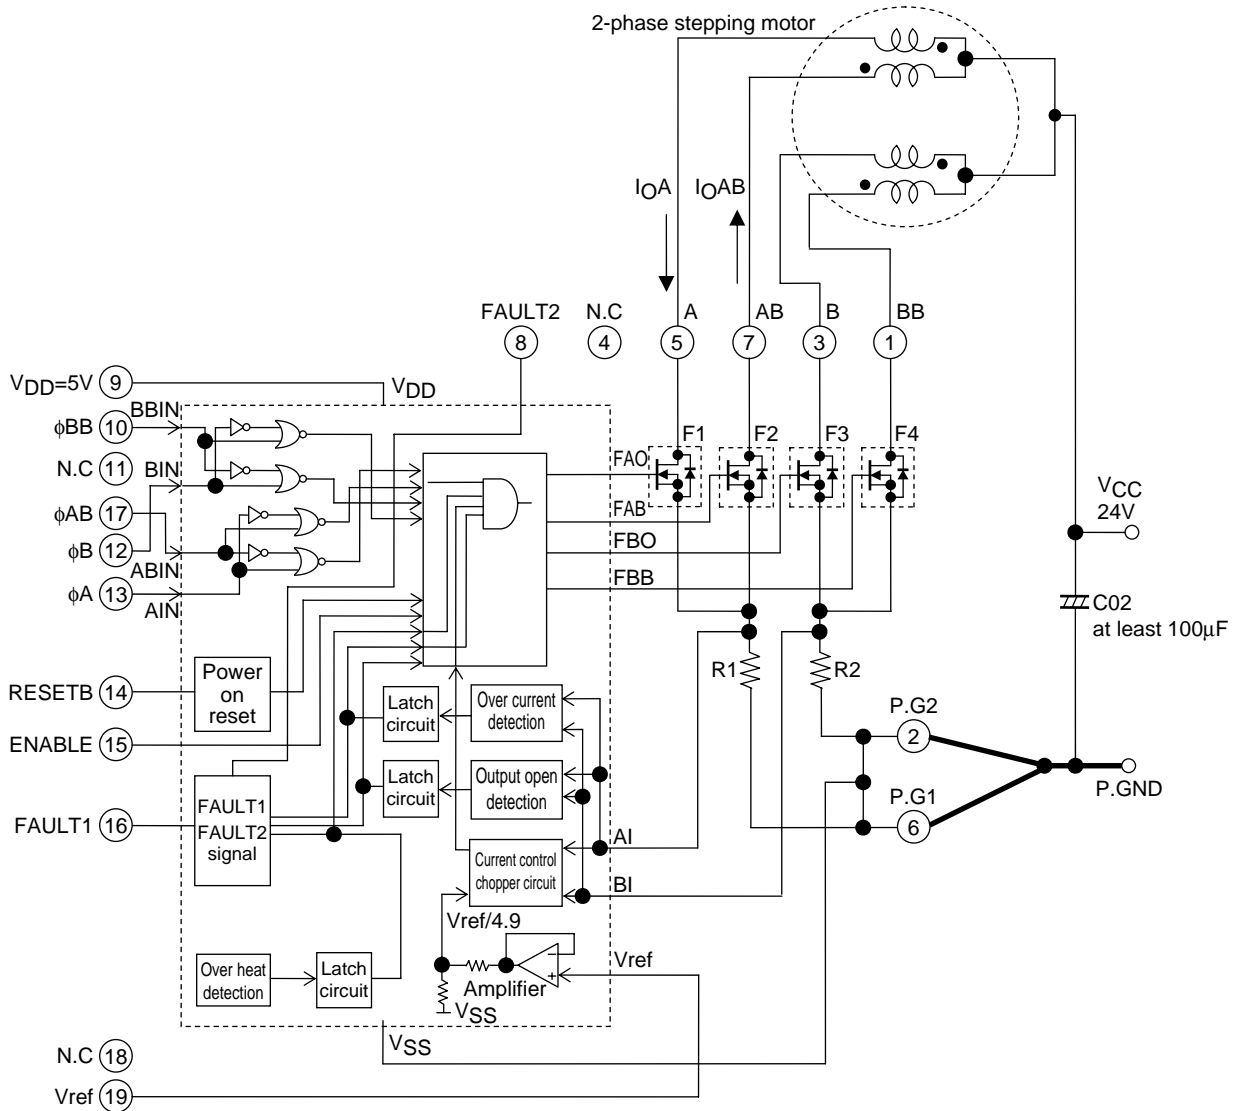 2-phase stepping motor
IOA
IOAB
FAULT2
N.C
A
AB
B
BB
8
4
5
7
3
1
VDD=5V
9
VDD
BBIN
φBB
10
N.C
11
BIN
φAB
17
φB
12
ABIN
φA
13
AIN
F1
F2
F3
F4
FAO
FAB
FBO
FBB
VCC
24V
C02
at least 100μF
R1
R2
RESETB
14
Power
on
reset
ENABLE
15
Latch
circuit
Over current
detection
P.G2
2
P.GND
P.G1
6
Latch
circuit
Output open
detection
FAULT1
16
FAULT1
FAULT2
signal
AI
Current control
chopper circuit
BI
Vref/4.9
Over heat
detection
Latch
circuit
Amplifier
Vref
VSS
VSS
N.C
18
Vref
19